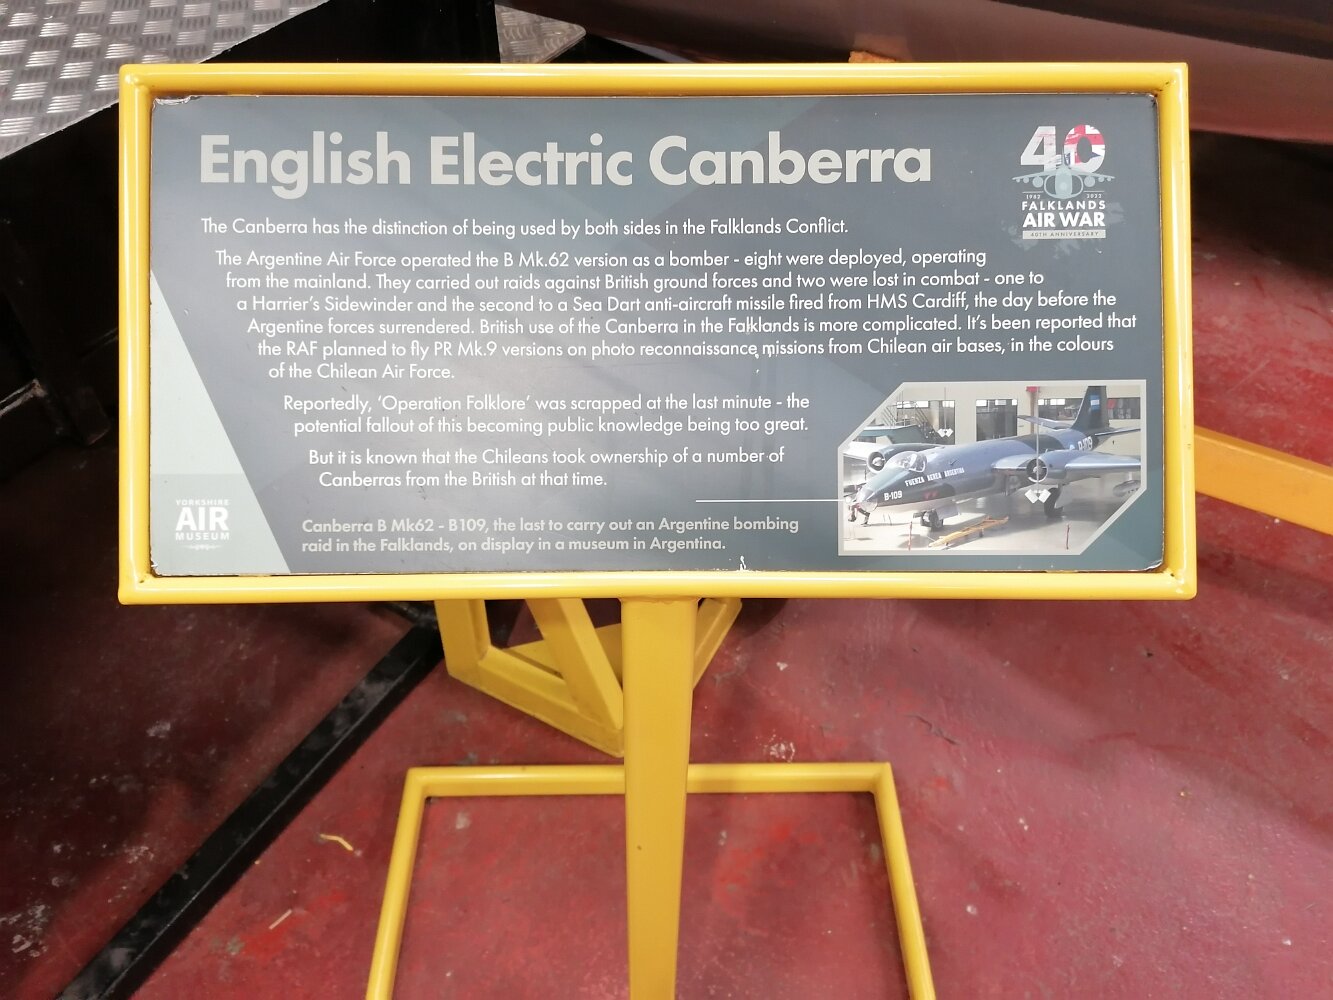 English Electric Canberra
40
1982 2022
FALKLANDS
AIR WAR
40TH ANNIVERSARY
The Canberra has the distinction of being used by both sides in the Falklands Conflict.
The Argentine Air Force operated the B Mk.62 version as a bomber - eight were deployed, operating
from the mainland. They carried out raids against British ground forces and two were lost in combat - one to
a Harrier's Sidewinder and the second to a Sea Dart anti-aircraft missile fired from HMS Cardiff, the day before the
Argentine forces surrendered. British use of the Canberra in the Falklands is more complicated. It's been reported that
the RAF planned to fly PR Mk.9 versions on photo reconnaissance missions from Chilean air bases, in the colours
of the Chilean Air Force.
Reportedly, 'Operation Folklore' was scrapped at the last minute - the
potential fallout of this becoming public knowledge being too great.
But it is known that the Chileans took ownership of a number of
Canberras from the British at that time.
Canberra B Mk62 - B109, the last to carry out an Argentine bombing
raid in the Falklands, on display in a museum in Argentina.
YORKSHIRE
AIR
MUSEUM
FUERZA AEREA ARGENTINA
B-109